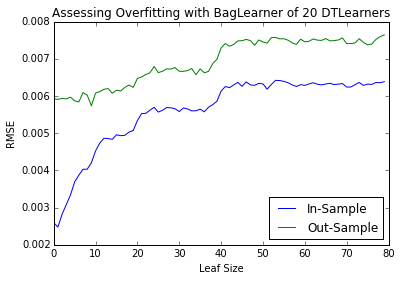 Assessing Overfitting with BagLearner of 20 DTLearners
0.008
0.007
0.006
0.005
0.004
0.003
0.002
RMSE
0 10 20 30 40 50 60 70 80
Leaf Size
In-Sample
Out-Sample